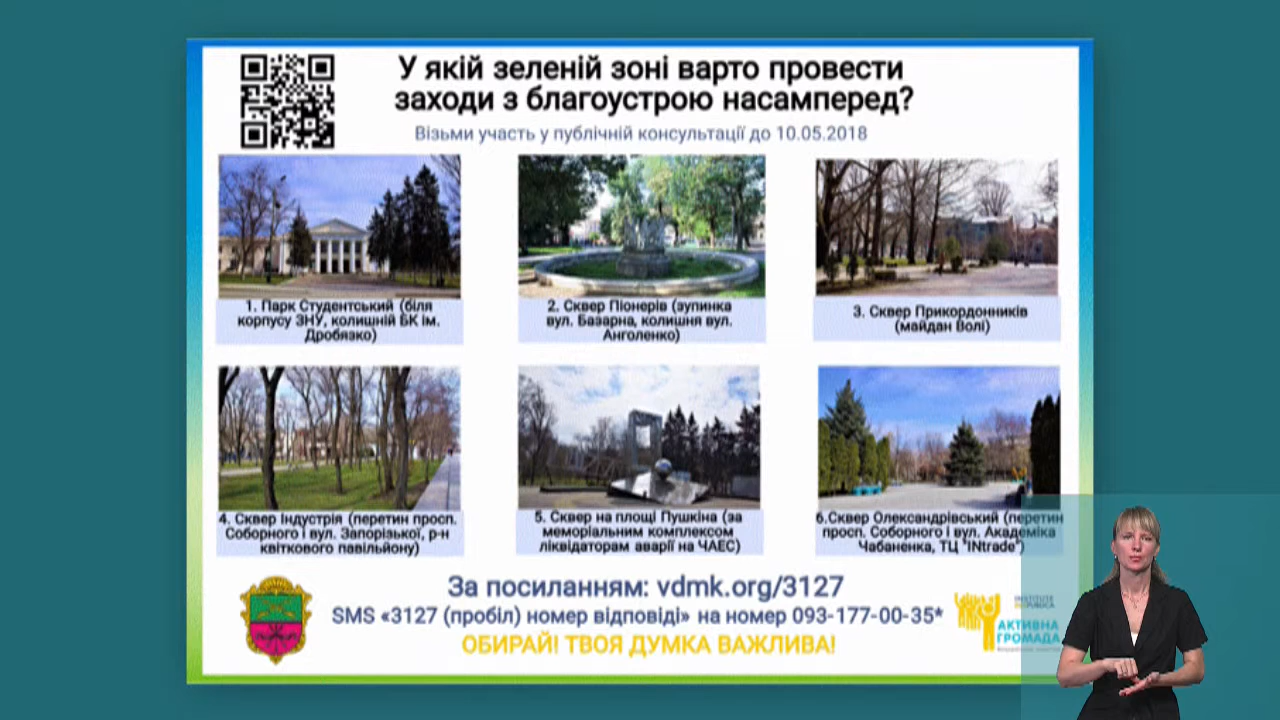 У якій зеленій зоні варто провести
заходи з благоустрою насамперед?
Візьми участь у публічній консультації до 10.05.2018
1. Парк Студентський (біля
корпусу ЗНУ, колишній БК ім.
Дробязко)
2. Сквер Піонерів (зупинка
вул. Базарна, колишня вул.
Анголенко)
3. Сквер Прикордонників
(майдан Волі)
4. Сквер Індустрія (перетин просп.
Соборного і вул. Запорізької, р-н
квіткового павільйону)
5. Сквер на площі Пушкіна (за
меморіальним комплексом
ліквідаторам аварії на ЧАЕС)
6.Сквер Олександрівський (перетин
просп. Соборного і вул. Академіка
Чабаненка, ТЦ "INtrade")
За посиланням: vdmk.org/3127
SMS «3127 (пробіл) номер відповіді» на номер 093-177-00-35*
ОБИРАЙ! ТВОЯ ДУМКА ВАЖЛИВА!
INSTITUTE
REPUBLICA
АКТИВНА
ГРОМАДА